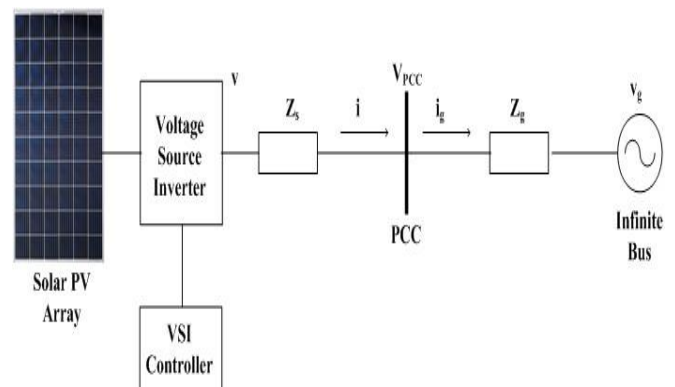 Solar PV
Array
Voltage
Source
Inverter
v
VSI
Controller
Zs
i
VPCC
PCC
ig
Zg
vg
Infinite
Bus